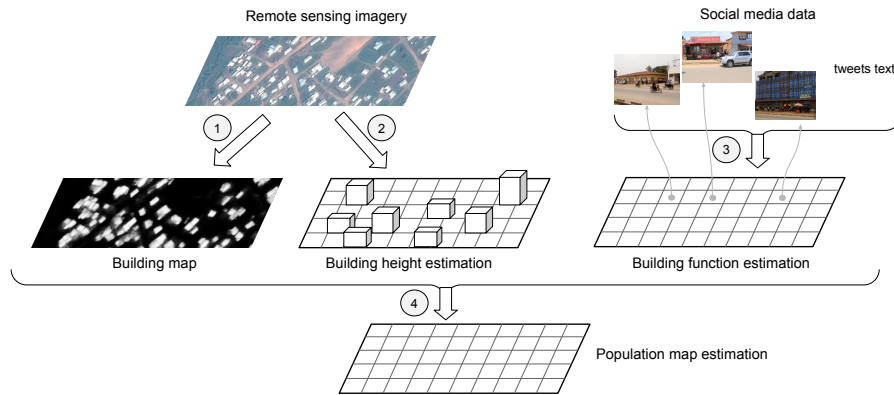 Remote sensing imagery
Social media data
tweets text
1
2
3
Building map
Building height estimation
Building function estimation
4
Population map estimation